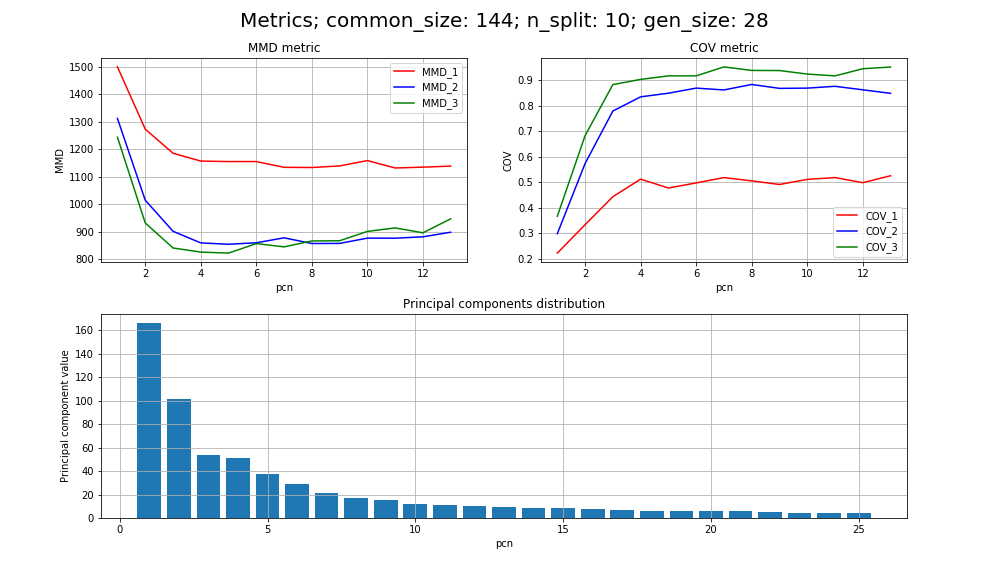 Metrics; common_size: 144; n_split: 10; gen_size: 28
MMD metric
1500
1400
1300
1200
1100
1000
900
800
MMD
2
4
6
8
10
12
pcn
MMD_1
MMD_2
MMD_3
COV metric
0.9
0.8
0.7
0.6
0.5
0.4
0.3
0.2
COV
2
4
6
8
10
12
pcn
COV_1
COV_2
COV_3
Principal components distribution
160
140
120
100
80
60
40
20
0
Principal component value
0
5
10
15
20
25
pcn